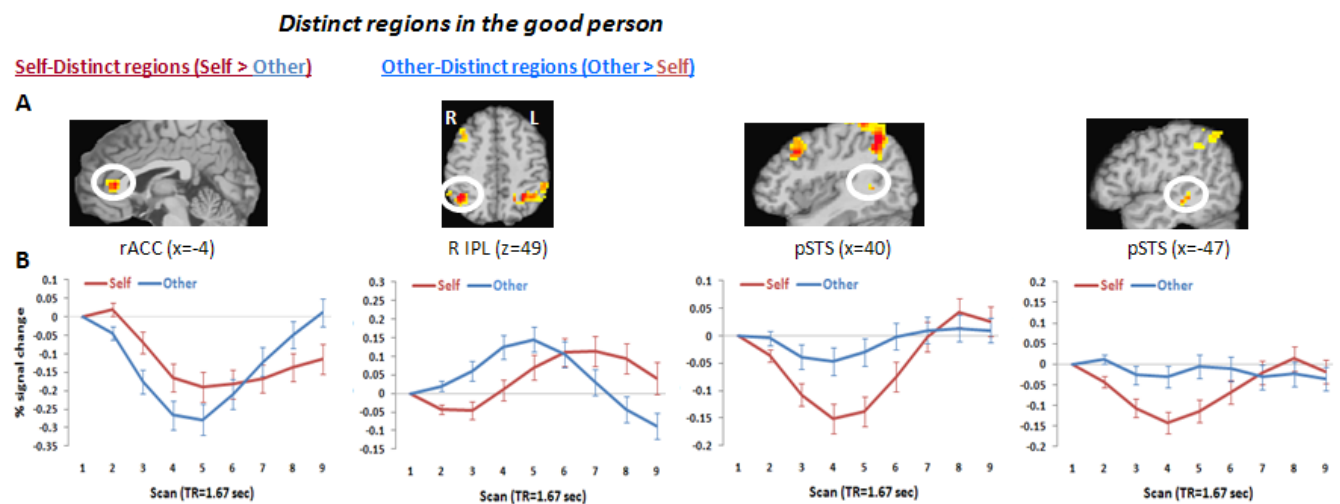 Distinct regions in the good person
Self-Distinct regions (Self > Other)
Other-Distinct regions (Other > Self)
A
R L
rACC (x=-4)
R IPL (z=49)
pSTS (x=40)
pSTS (x=-47)
B
% signal change
Self Other
0.1
0.05
0
-0.05
-0.1
-0.15
-0.2
-0.25
-0.3
-0.35
1 2 3 4 5 6 7 8 9
Scan (TR=1.67 sec)
Self Other
0.3
0.25
0.2
0.15
0.1
0.05
0
-0.05
-0.1
-0.15
1 2 3 4 5 6 7 8 9
Scan (TR=1.67 sec)
Self Other
0.1
0.05
0
-0.05
-0.1
-0.15
-0.2
1 2 3 4 5 6 7 8 9
Scan (TR=1.67 sec)
Self Other
0.2
0.15
0.1
0.05
0
-0.05
-0.1
-0.15
-0.2
1 2 3 4 5 6 7 8 9
Scan (TR=1.67 sec)